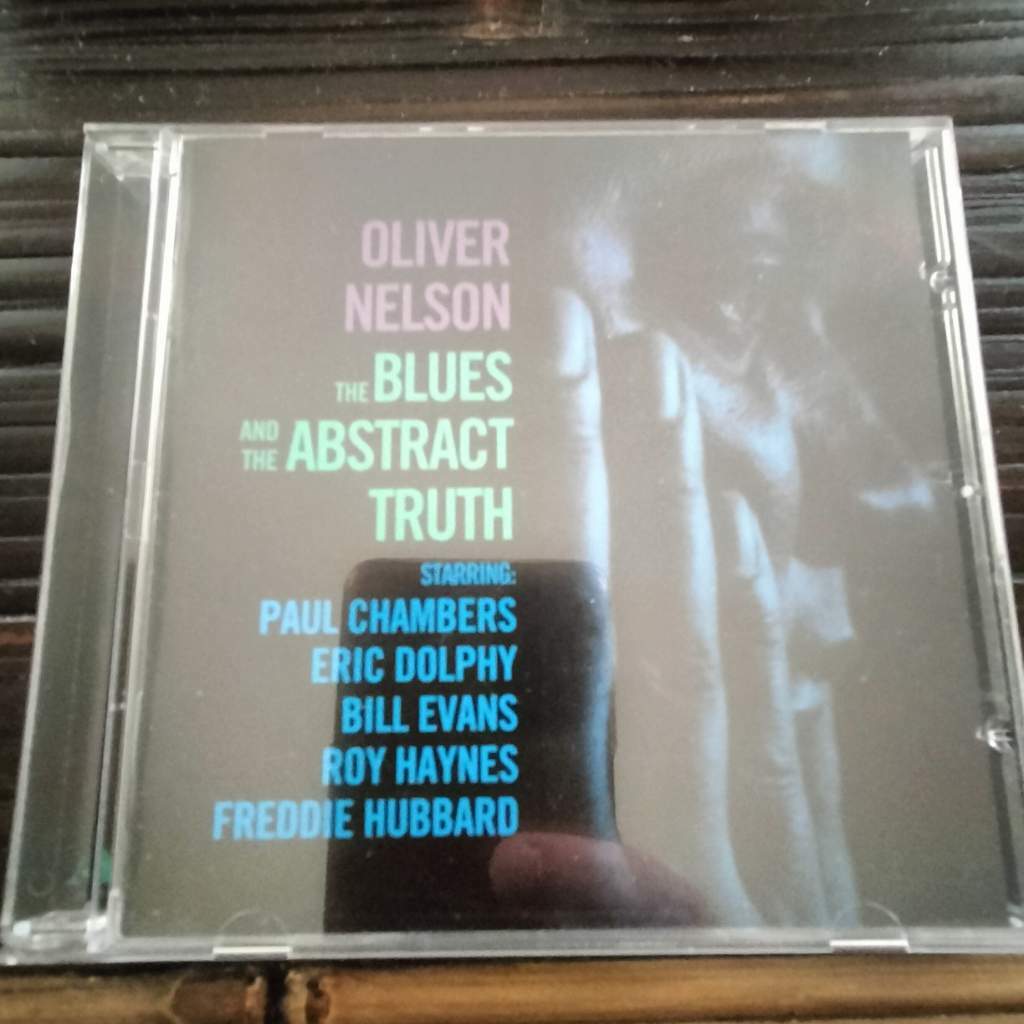 OLIVER
NELSON
THE BLUES
AND THE ABSTRACT
TRUTH
STARRING:
PAUL CHAMBERS
ERIC DOLPHY
BILL EVANS
ROY HAYNES
FREDDIE HUBBARD